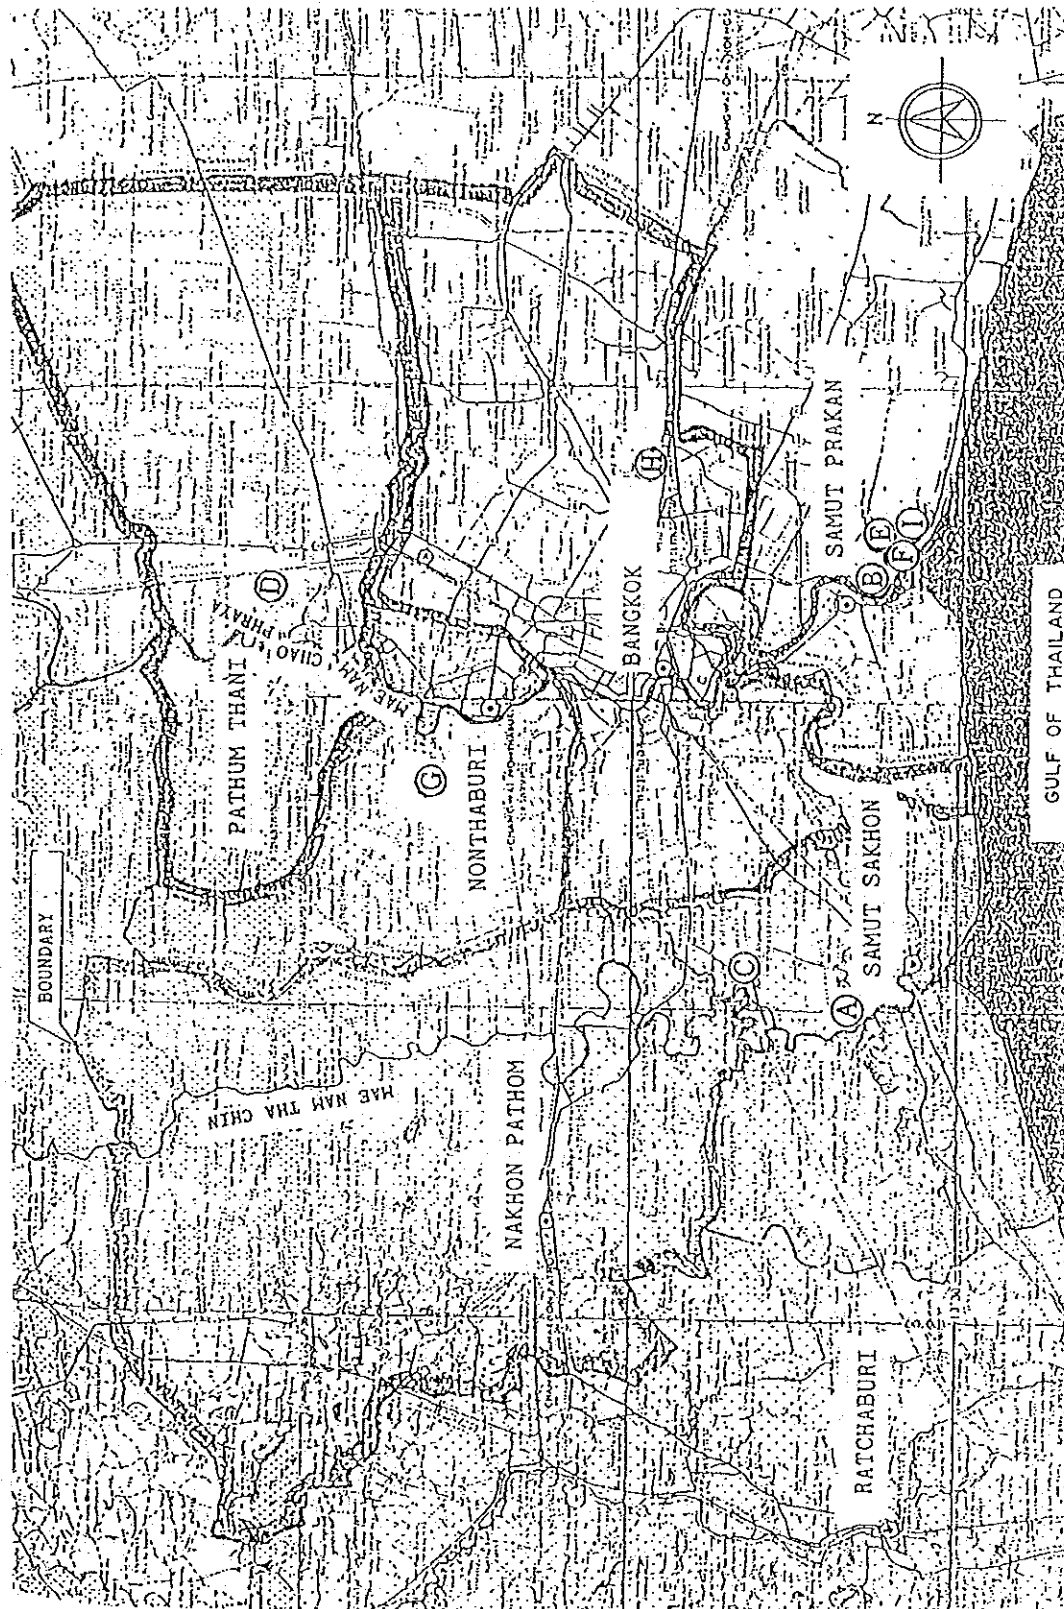 BOUNDARY
MAE NAM THA CHIN
PATHUM THANI
MAE NAM CHAO PHRAYA
D
G
NONTHABURI
NAKHON PATHOM
BANGKOK
H
C
A
SAMUT SAKHON
SAMUT PRAKAN
B
E
F
I
RATCHABURI
GULF OF THAILAND
N